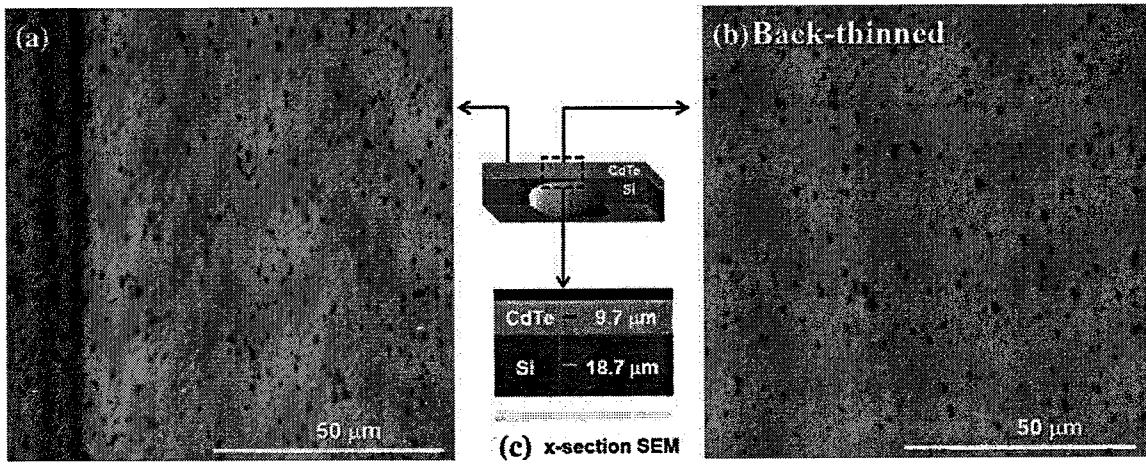 (a)
50 μm
CdTe
Si
CdTe 9.7 μm
Si 18.7 μm
(c) x-section SEM
(b) Back-thinned
50 μm